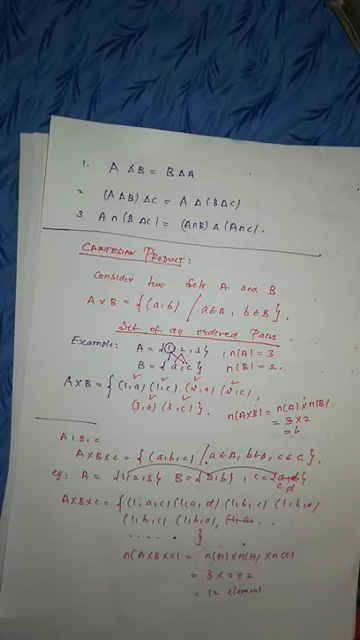 1. A Δ B = B Δ A
2 (A Δ B) Δ C = A Δ (B Δ C)
3 A ∩ (B Δ C) = (A∩B) Δ (A∩C).
CARTESIAN PRODUCT:
Consider two sets A and B
A×B = {(a,b) / a∈A, b∈B}.
Set of all ordered Pairs
Example: A = {1,2,3} , n(A) = 3
B = {a,c} n(B) = 2.
A×B = {(1,a) (1,c) (2,a) (2,c),
(3,a) (3,c)}. n(A×B) = n(A)×n(B)
= 3×2
= 6
A, B, C
A×B×C = {(a,b,c) / a∈A, b∈B, c∈C}.
eg: A = {1,2,3} B = {a,b}, C = {c, d}
A×B×C = {(1,a,c) (1,a,d) (1,b,c) (1,b,d)
(1,b,c) (1,b,d),
..... }
n(A×B×C) = n(A)×n(B)×n(C)
= 3×2×2
= 12 element